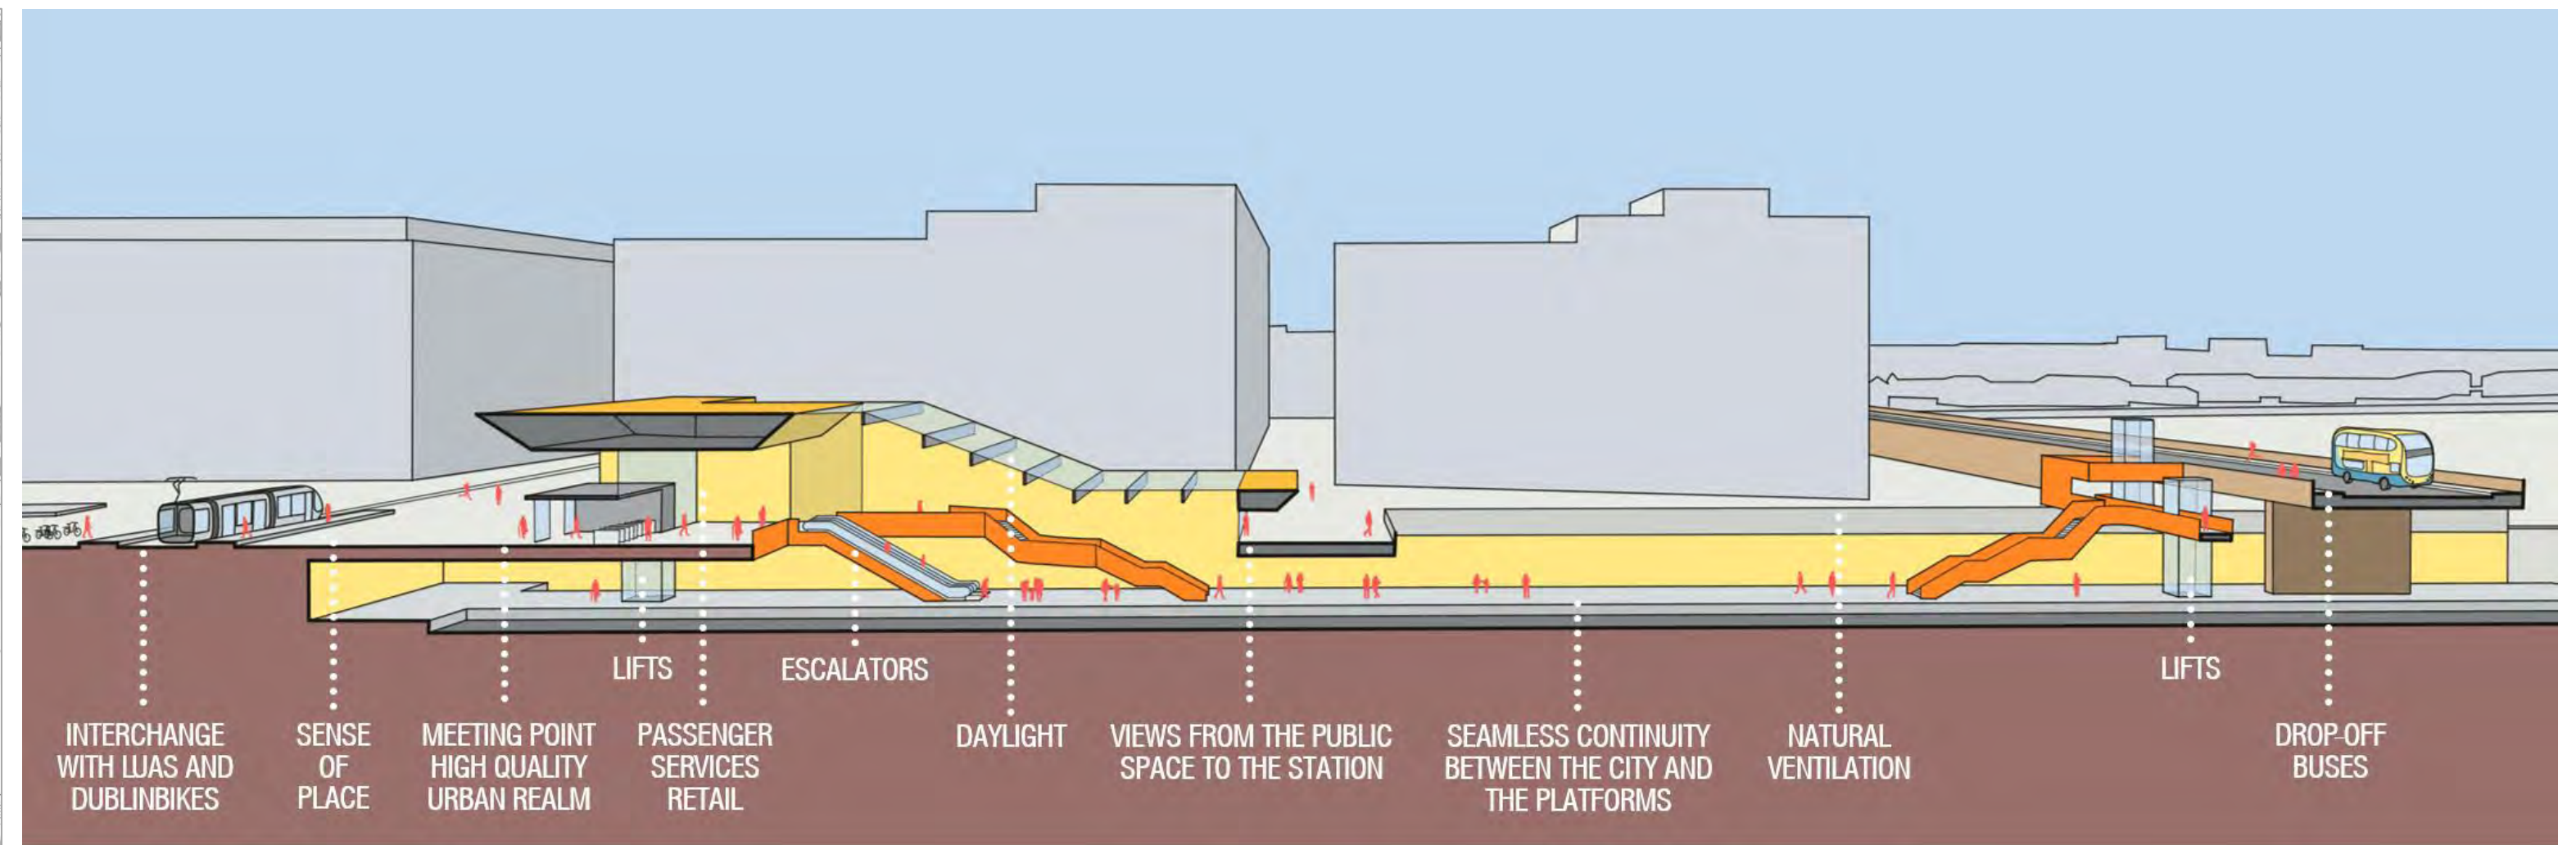 LIFTS
ESCALATORS
LIFTS
INTERCHANGE
WITH LUAS AND
DUBLINBIKES
SENSE
OF
PLACE
MEETING POINT
HIGH QUALITY
URBAN REALM
PASSENGER
SERVICES
RETAIL
DAYLIGHT
VIEWS FROM THE PUBLIC
SPACE TO THE STATION
SEAMLESS CONTINUITY
BETWEEN THE CITY AND
THE PLATFORMS
NATURAL
VENTILATION
DROP-OFF
BUSES